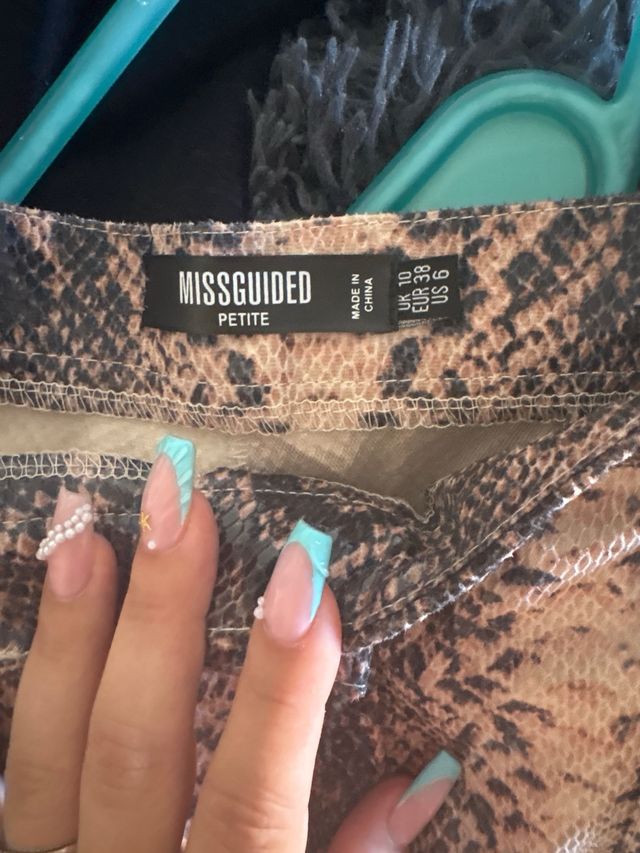 MISSGUIDED
PETITE
MADE IN
CHINA
UK 10
EUR 38
US 6